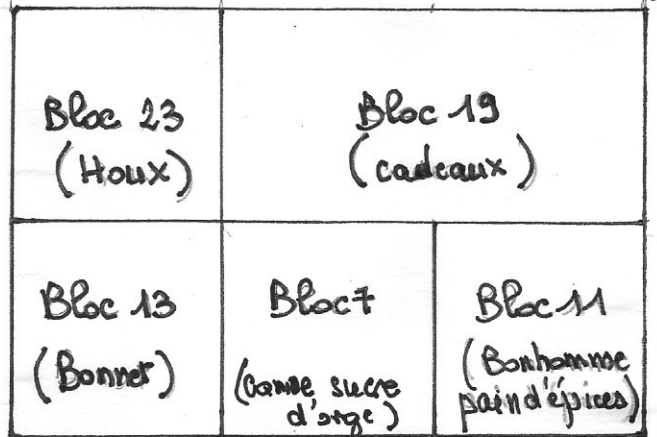 Bloc 23
(Houx)
Bloc 19
(cadeaux)
Bloc 13
(Bonnet)
Bloc 7
(canne sucre
d'orge)
Bloc 11
(Bonhomme
pain d'épices)